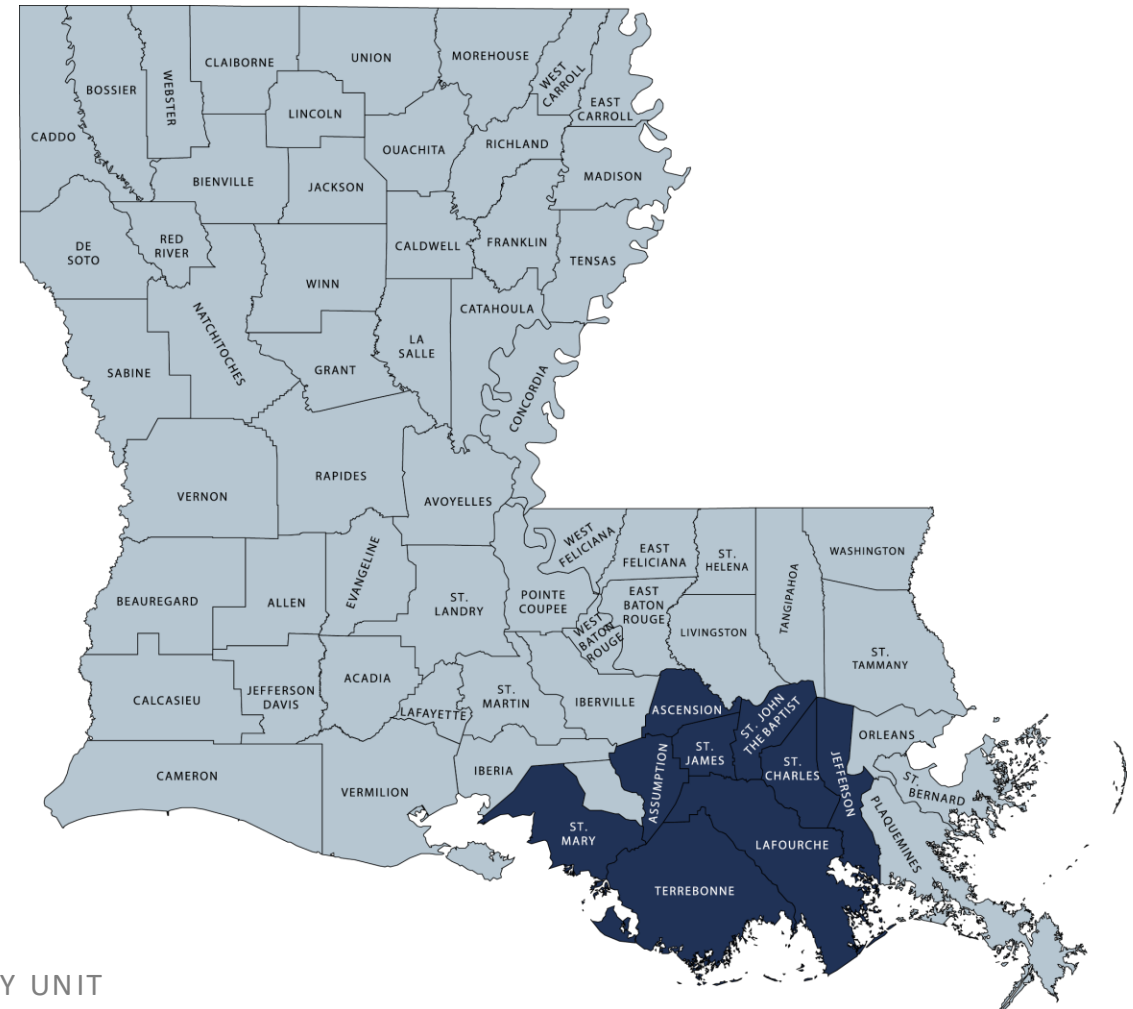 CADDO
BOSSIER
WEBSTER
CLAIBORNE
UNION
MOREHOUSE
WEST
CARROLL
EAST
CARROLL
LINCOLN
OUACHITA
RICHLAND
MADISON
BIENVILLE
JACKSON
DE
SOTO
RED
RIVER
CALDWELL
FRANKLIN
TENSAS
WINN
NATCHITOCHES
CATAHOULA
LA
SALLE
SABINE
GRANT
CONCORDIA
VERNON
RAPIDES
AVOYELLES
WEST
FELICIANA
EAST
FELICIANA
ST.
HELENA
TANGIPAHOA
WASHINGTON
BEAUREGARD
ALLEN
EVANGELINE
ST.
LANDRY
POINTE
COUPEE
WEST
BATON
ROUGE
EAST
BATON
ROUGE
LIVINGSTON
ST.
TAMMANY
CALCASIEU
JEFFERSON
DAVIS
ACADIA
LAFAYETTE
ST.
MARTIN
IBERVILLE
ASCENSION
ST. JOHN
THE BAPTIST
ORLEANS
CAMERON
VERMILION
IBERIA
ASSUMPTION
ST.
JAMES
ST.
CHARLES
JEFFERSON
ST.
BERNARD
PLAQUEMINES
ST.
MARY
LAFOURCHE
TERREBONNE
Y UNIT